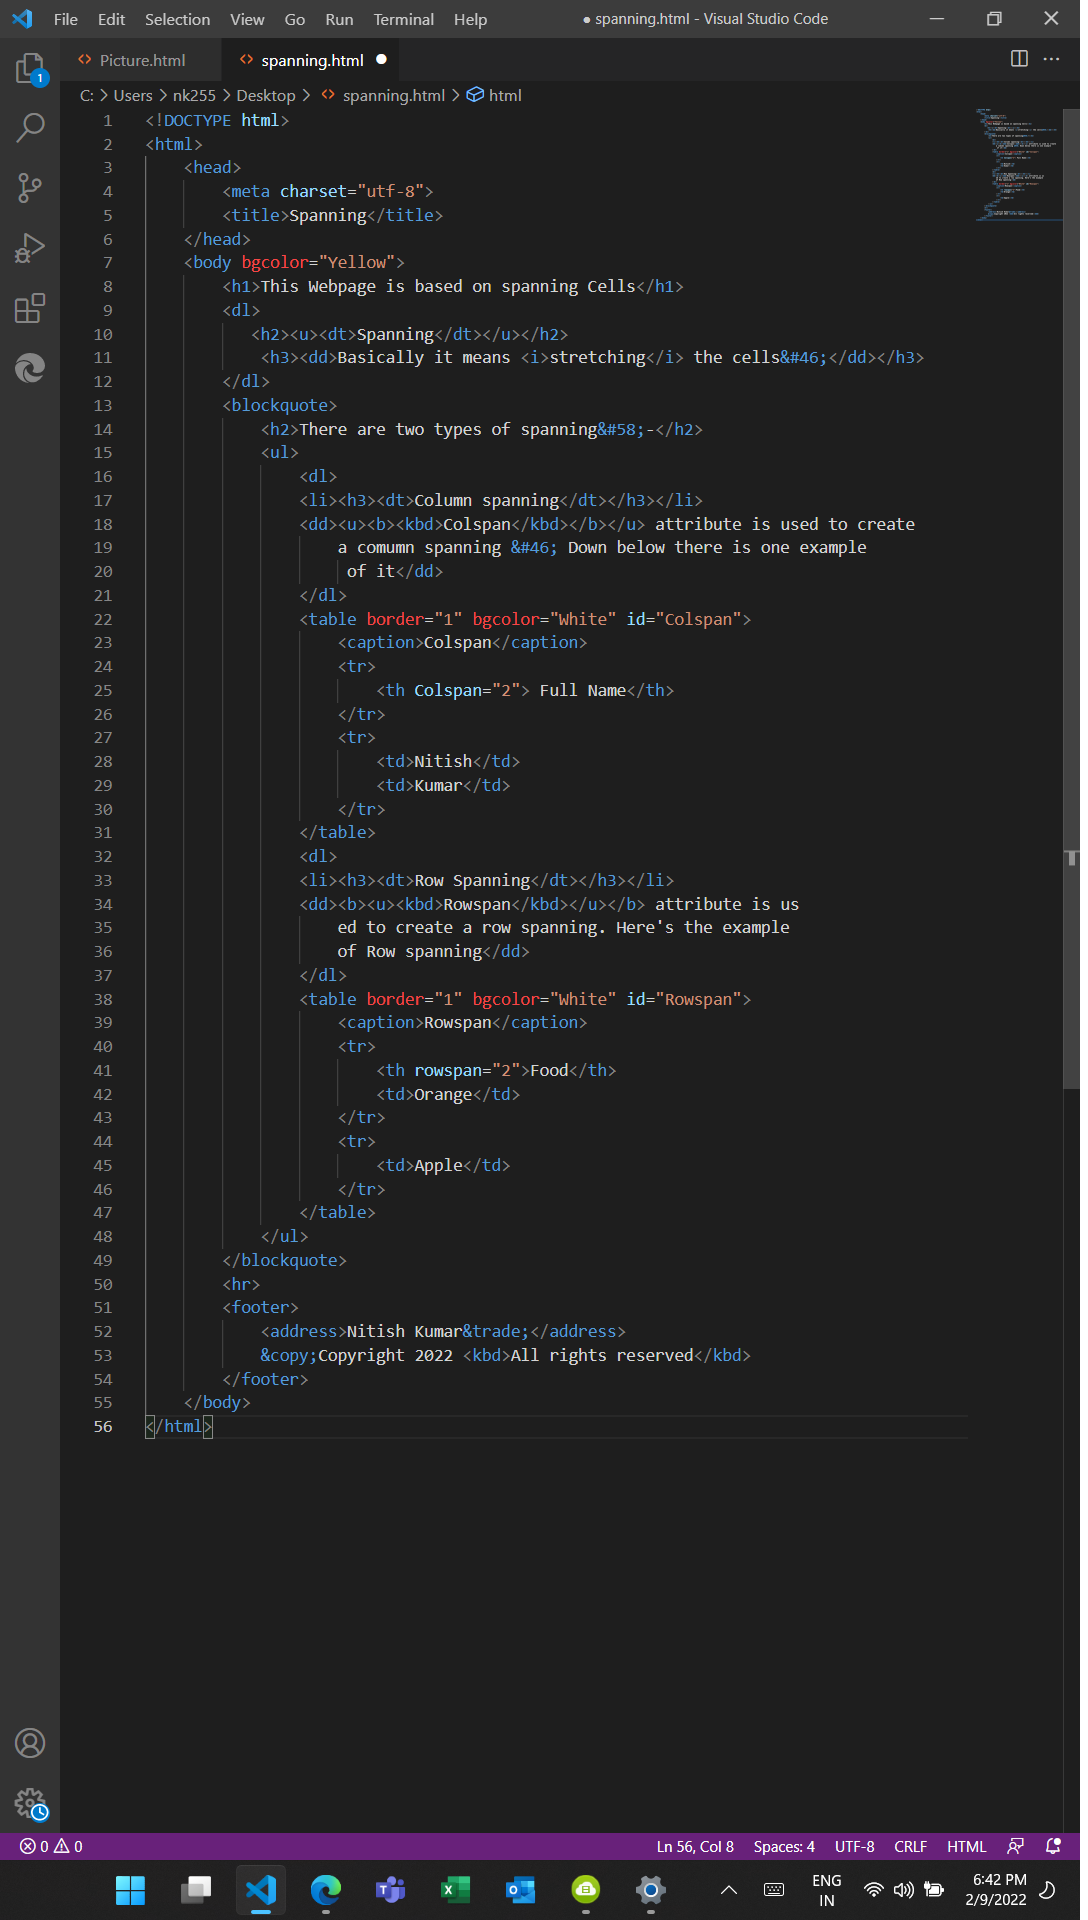 File Edit Selection View Go Run Terminal Help ● spanning.html - Visual Studio Code
Picture.html spanning.html ●
C: > Users > nk255 > Desktop > spanning.html > html
1 <!DOCTYPE html>
2 <html>
3 <head>
4 <meta charset="utf-8">
5 <title>Spanning</title>
6 </head>
7 <body bgcolor="Yellow">
8 <h1>This Webpage is based on spanning Cells</h1>
9 <dl>
10 <h2><u><dt>Spanning</dt></u></h2>
11 <h3><dd>Basically it means <i>stretching</i> the cells&#46;</dd></h3>
12 </dl>
13 <blockquote>
14 <h2>There are two types of spanning&#58;-</h2>
15 <ul>
16 <dl>
17 <li><h3><dt>Column spanning</dt></h3></li>
18 <dd><u><b><kbd>Colspan</kbd></b></u> attribute is used to create
19 a comumn spanning &#46; Down below there is one example
20 of it</dd>
21 </dl>
22 <table border="1" bgcolor="White" id="Colspan">
23 <caption>Colspan</caption>
24 <tr>
25 <th Colspan="2"> Full Name</th>
26 </tr>
27 <tr>
28 <td>Nitish</td>
29 <td>Kumar</td>
30 </tr>
31 </table>
32 <dl>
33 <li><h3><dt>Row Spanning</dt></h3></li>
34 <dd><b><u><kbd>Rowspan</kbd></u></b> attribute is us
35 ed to create a row spanning. Here's the example
36 of Row spanning</dd>
37 </dl>
38 <table border="1" bgcolor="White" id="Rowspan">
39 <caption>Rowspan</caption>
40 <tr>
41 <th rowspan="2">Food</th>
42 <td>Orange</td>
43 </tr>
44 <tr>
45 <td>Apple</td>
46 </tr>
47 </table>
48 </ul>
49 </blockquote>
50 <hr>
51 <footer>
52 <address>Nitish Kumar&trade;</address>
53 &copy;Copyright 2022 <kbd>All rights reserved</kbd>
54 </footer>
55 </body>
56 </html>
0 0 Ln 56, Col 8 Spaces: 4 UTF-8 CRLF HTML
ENG 6:42 PM
IN 2/9/2022